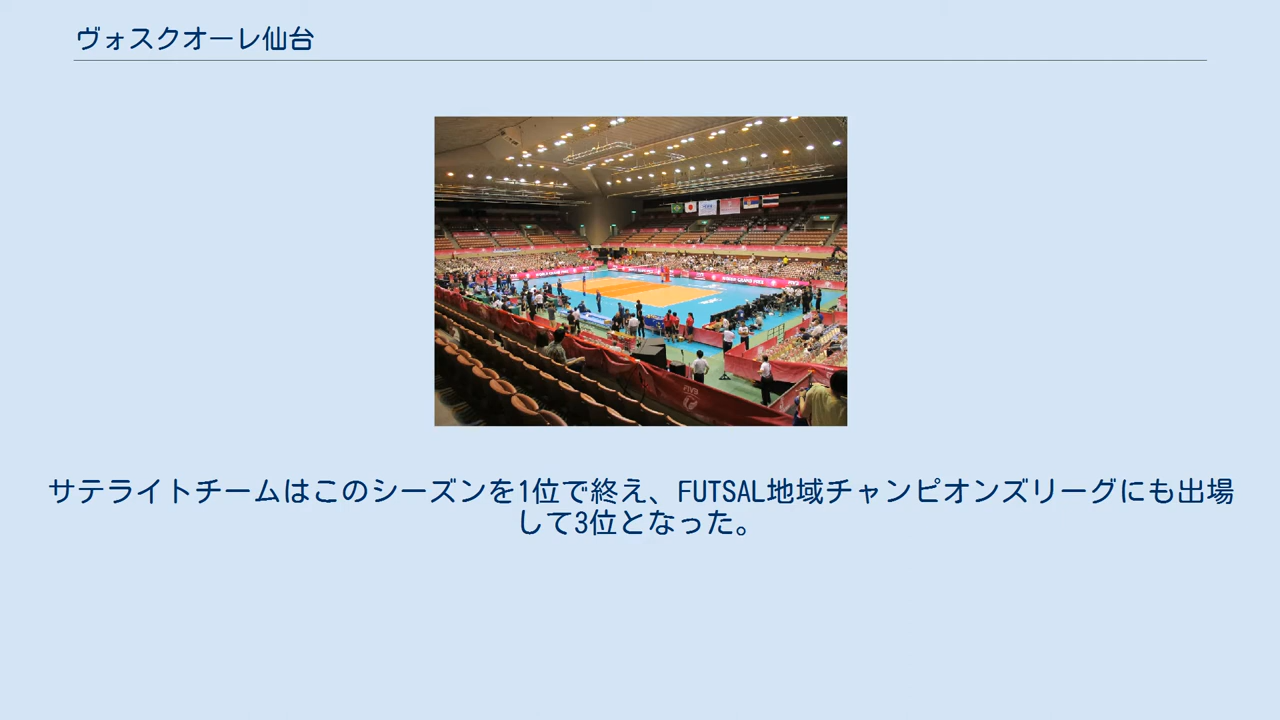 ヴォスクオーレ仙台
サテライトチームはこのシーズンを1位で終え、FUTSAL地域チャンピオンズリーグにも出場
して3位となった。